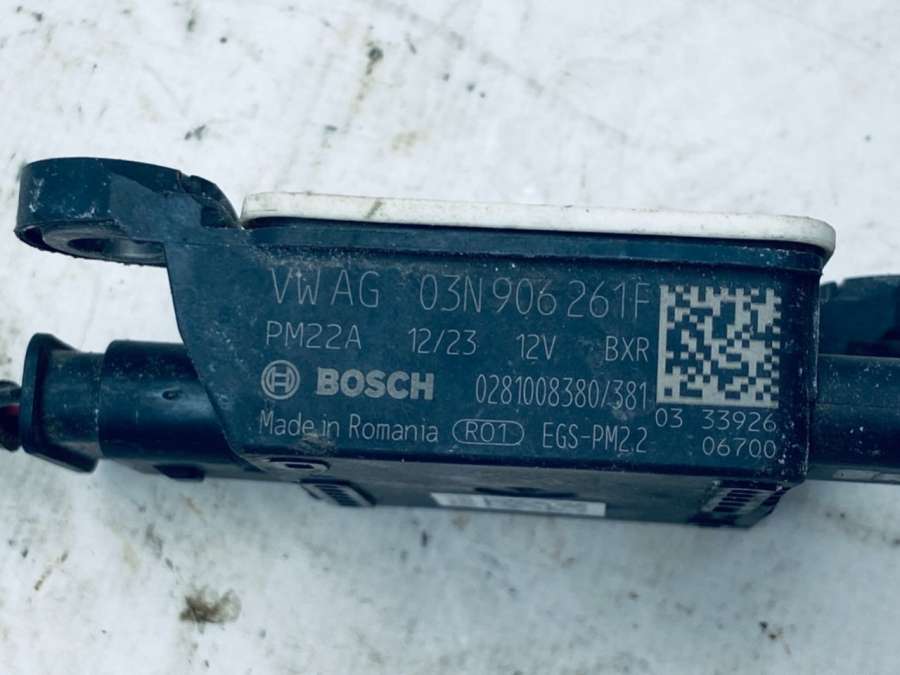 VW AG 03N 906 261F
PM22A 12/23 12V BXR
BOSCH 0281008380/381
Made in Romania R01 EGS-PM2.2
03 33926
06700